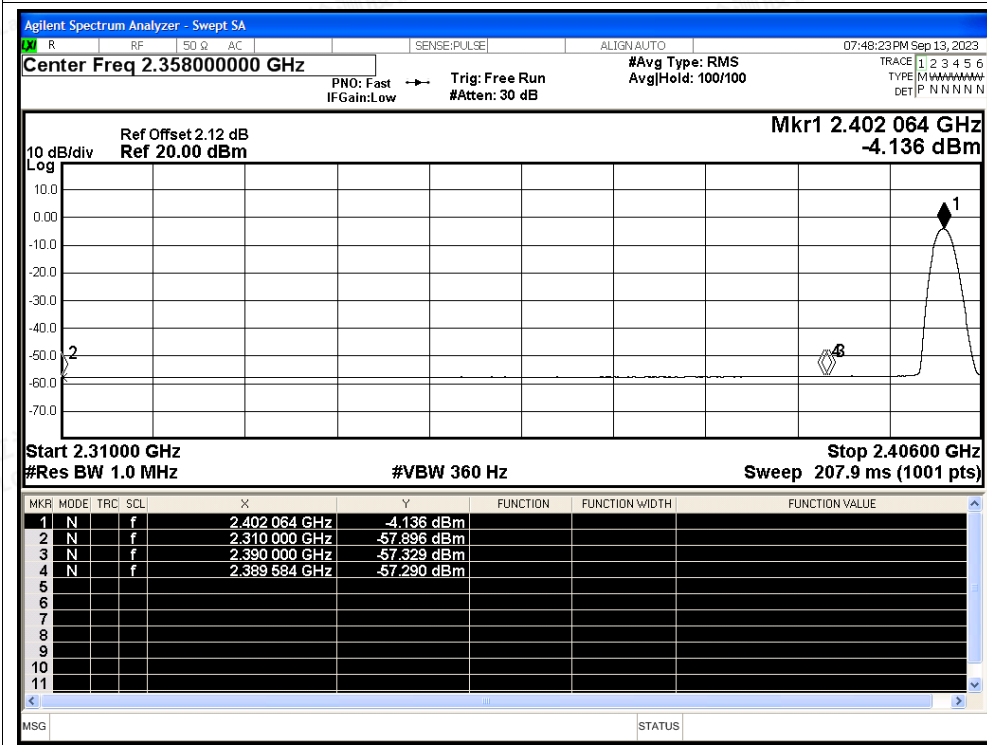 Agilent Spectrum Analyzer - Swept SA
LXI R RF 50 Ω AC SENSE:PULSE ALIGN AUTO 07:48:23 PM Sep 13, 2023
Center Freq 2.358000000 GHz
PNO: Fast
IFGain:Low
Trig: Free Run
#Atten: 30 dB
#Avg Type: RMS
Avg|Hold: 100/100
TRACE 1 2 3 4 5 6
TYPE M WWWWW
DET P N N N N N
Ref Offset 2.12 dB
10 dB/div Ref 20.00 dBm
Log
Mkr1 2.402 064 GHz
-4.136 dBm
10.0
0.00
-10.0
-20.0
-30.0
-40.0
-50.0
-60.0
-70.0
1
2
43
Start 2.31000 GHz Stop 2.40600 GHz
#Res BW 1.0 MHz #VBW 360 Hz Sweep 207.9 ms (1001 pts)
MKR MODE TRC SCL X Y FUNCTION FUNCTION WIDTH FUNCTION VALUE
1 N f 2.402 064 GHz -4.136 dBm
2 N f 2.310 000 GHz -57.896 dBm
3 N f 2.390 000 GHz -57.329 dBm
4 N f 2.389 584 GHz -57.290 dBm
5
6
7
8
9
10
11
MSG STATUS